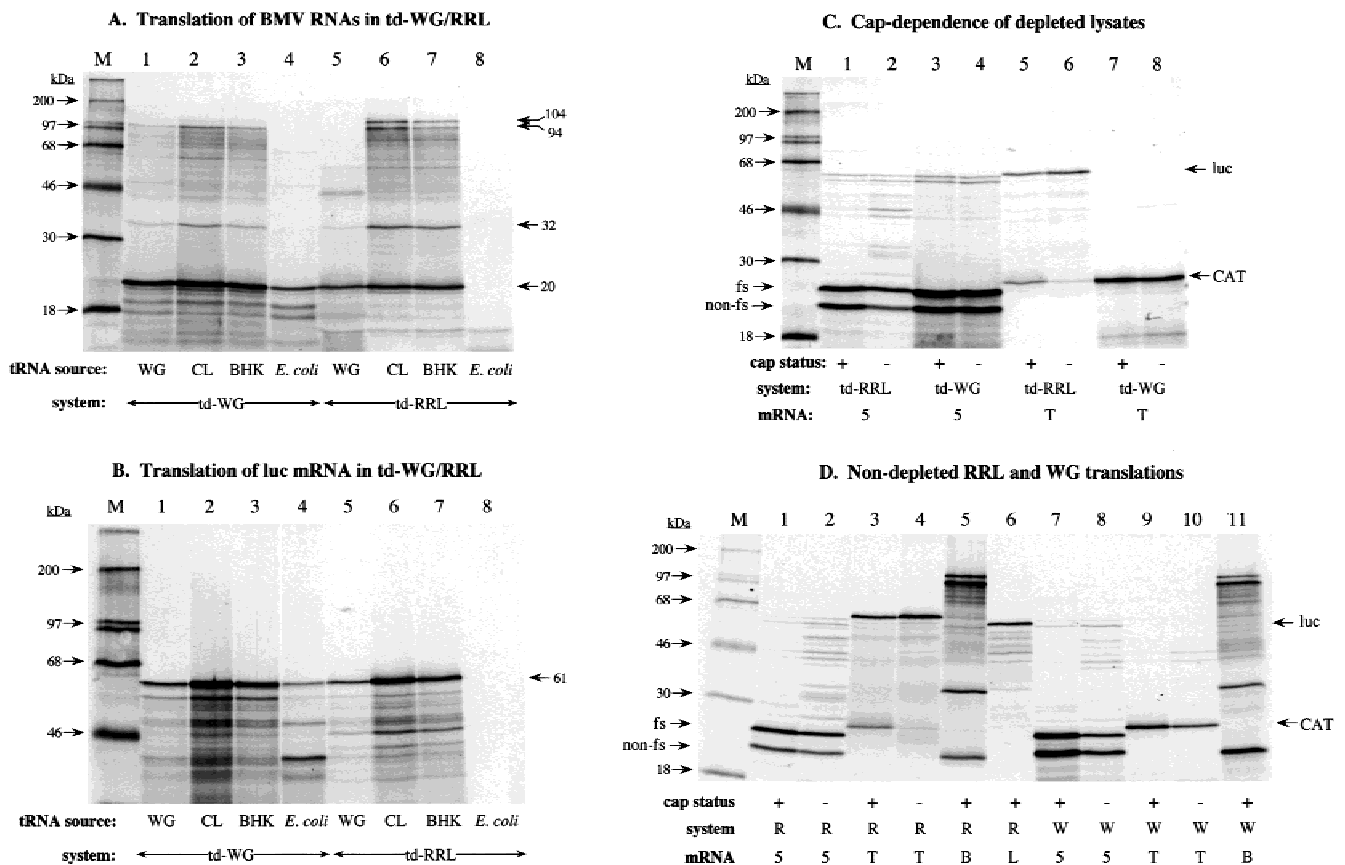 A. Translation of BMV RNAs in td-WG/RRL
M 1 2 3 4 5 6 7 8
kDa
200
97
68
46
30
18
104
94
32
20
tRNA source: WG CL BHK E. coli WG CL BHK E. coli
system: td-WG td-RRL
B. Translation of luc mRNA in td-WG/RRL
M 1 2 3 4 5 6 7 8
kDa
200
97
68
46
61
tRNA source: WG CL BHK E. coli WG CL BHK E. coli
system: td-WG td-RRL
C. Cap-dependence of depleted lysates
M 1 2 3 4 5 6 7 8
kDa
200
97
68
46
30
fs
non-fs
18
luc
CAT
cap status: + - + - + - + -
system: td-RRL td-WG td-RRL td-WG
mRNA: 5 5 T T
D. Non-depleted RRL and WG translations
M 1 2 3 4 5 6 7 8 9 10 11
kDa
200
97
68
46
30
fs
non-fs
18
luc
CAT
cap status + - + - + + + - + - +
system R R R R R R W W W W W
mRNA 5 5 T T B L 5 5 T T B